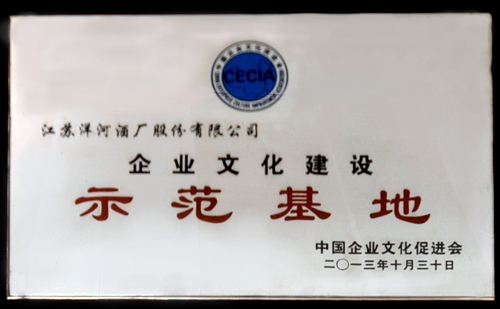 CECIA
江苏洋河酒厂股份有限公司
企业文化建设
示范基地
中国企业文化促进会
二〇一三年十月三十日